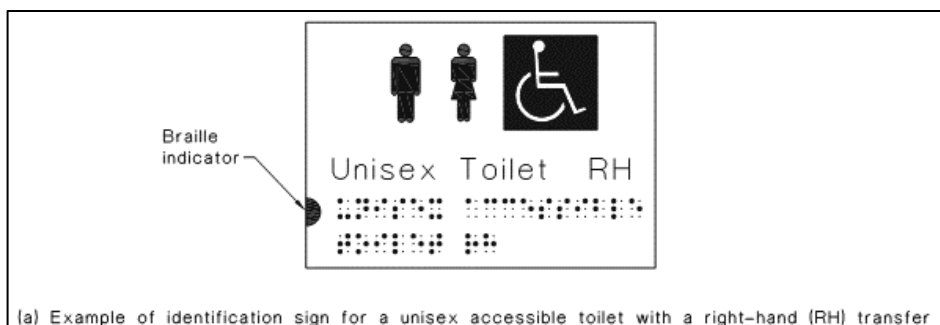 Braille
indicator
Unisex Toilet RH
(a) Example of identification sign for a unisex accessible toilet with a right-hand (RH) transfer